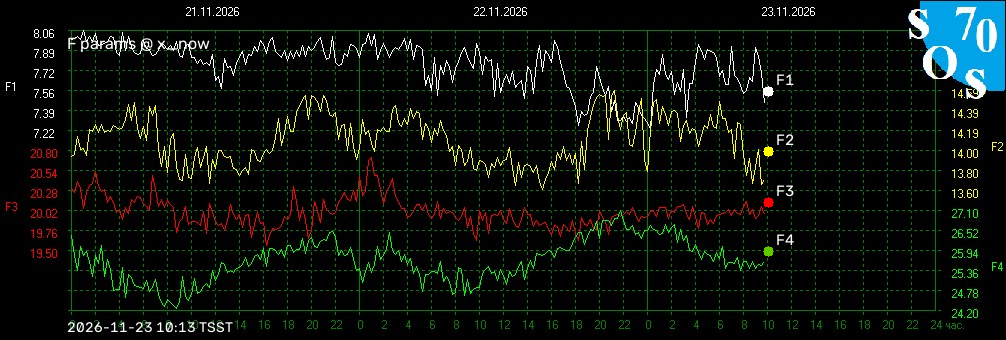 21.11.2026 22.11.2026 23.11.2026
SOS 70
F params @ x_now
8.06
7.89
7.72
F1 7.56
7.39
7.22
F3
20.80
20.54
20.28
20.02
19.76
19.50
F1
F2
F3
F4
14.39
14.19
F2 14.00
13.80
13.60
27.10
26.52
25.94
F4 25.36
24.78
24.20
2026-11-23 10:13 TSST
14 16 18 20 22 0 2 4 6 8 10 12 14 16 18 20 22 0 2 4 6 8 10 12 14 16 18 20 22 24 час.